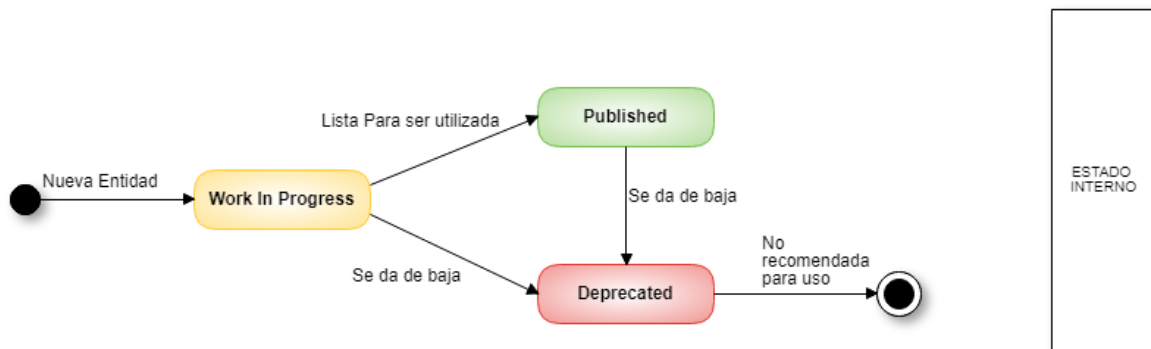 Published
Lista Para ser utilizada
Nueva Entidad
Work In Progress
Se da de baja
Se da de baja
Deprecated
No
recomendada
para uso
ESTADO
INTERNO